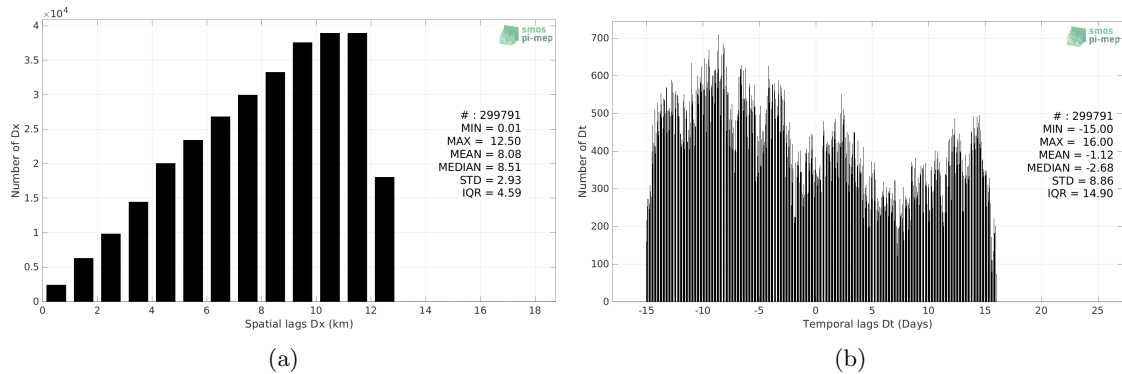 ×10⁴
4
3.5
3
2.5
2
1.5
1
0.5
0
Number of Dx
0 2 4 6 8 10 12 14 16 18
Spatial lags Dx (km)
smos
pi-mep
# : 299791
MIN = 0.01
MAX = 12.50
MEAN = 8.08
MEDIAN = 8.51
STD = 2.93
IQR = 4.59
(a)
700
600
500
400
300
200
100
0
Number of Dt
-15 -10 -5 0 5 10 15 20 25
Temporal lags Dt (Days)
smos
pi-mep
# : 299791
MIN = -15.00
MAX = 16.00
MEAN = -1.12
MEDIAN = -2.68
STD = 8.86
IQR = 14.90
(b)